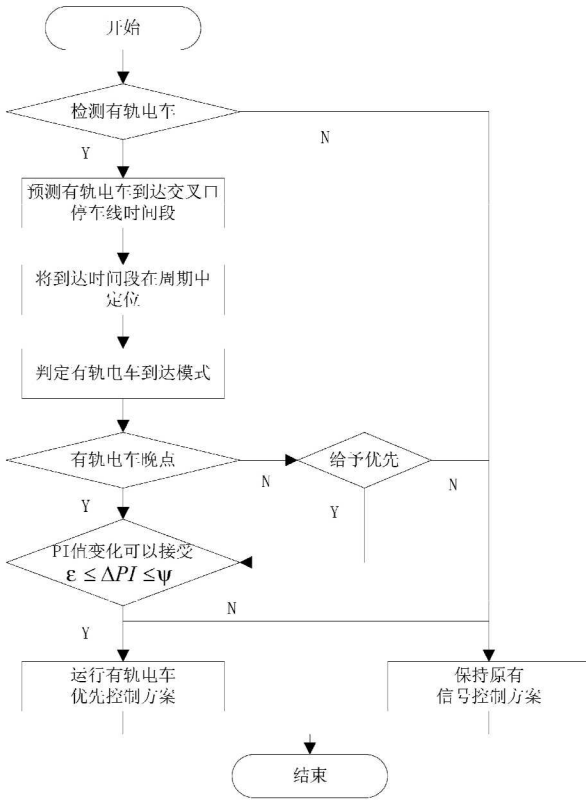 开始
检测有轨电车
N
Y
预测有轨电车到达交叉口
停车线时间段
将到达时间段在周期中
定位
判定有轨电车到达模式
有轨电车晚点
给予优先
N
N
Y
Y
PI值变化可以接受
ε ≤ ΔPI ≤ ψ
N
Y
运行有轨电车
优先控制方案
保持原有
信号控制方案
结束